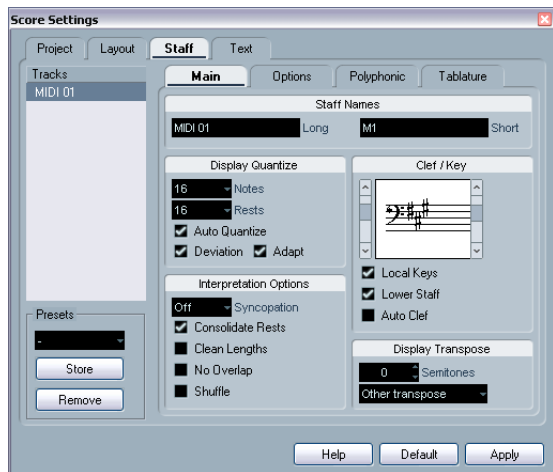 Score Settings
Project Layout Staff Text
Tracks
MIDI 01
Main Options Polyphonic Tablature
Staff Names
MIDI 01 Long M1 Short
Display Quantize
16 Notes
16 Rests
Auto Quantize
Deviation Adapt
Clef / Key
Local Keys
Lower Staff
Auto Clef
Interpretation Options
Off Syncopation
Consolidate Rests
Clean Lengths
No Overlap
Shuffle
Display Transpose
0 Semitones
Other transpose
Presets
-
Store
Remove
Help Default Apply